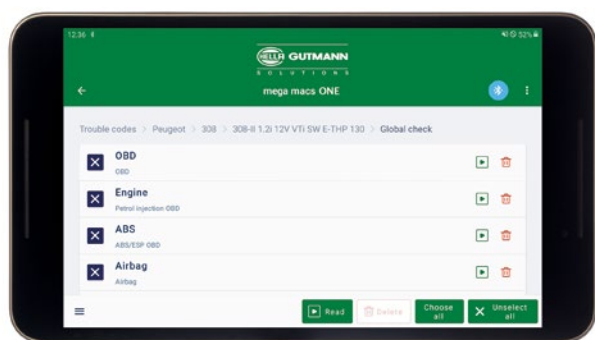 12:36
52%
HELLA GUTMANN
SOLUTIONS
mega macs ONE
Trouble codes > Peugeot > 308 > 308-II 1.2i 12V VTi SW E-THP 130 > Global check
OBD
OBD
Engine
Petrol injection OBD
ABS
ABS/ESP OBD
Airbag
Airbag
Read
Delete
Choose all
Unselect all